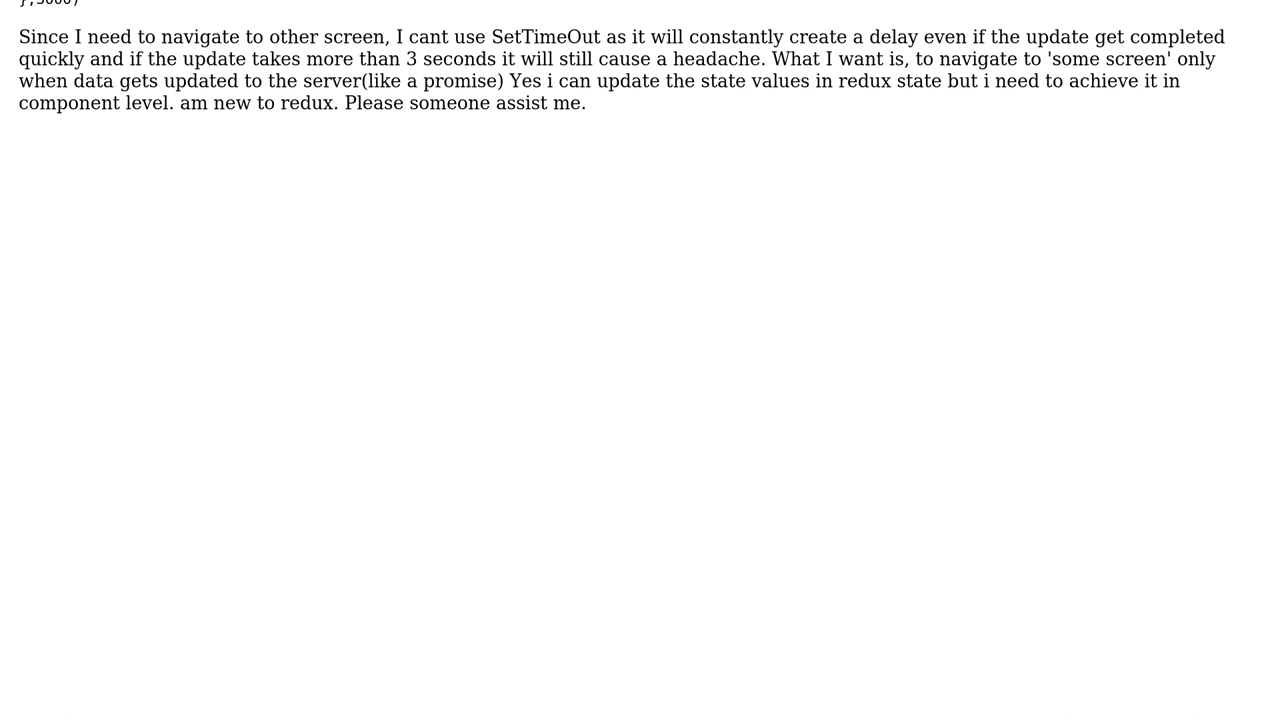 },3000)
Since I need to navigate to other screen, I cant use SetTimeOut as it will constantly create a delay even if the update get completed
quickly and if the update takes more than 3 seconds it will still cause a headache. What I want is, to navigate to 'some screen' only
when data gets updated to the server(like a promise) Yes i can update the state values in redux state but i need to achieve it in
component level. am new to redux. Please someone assist me.